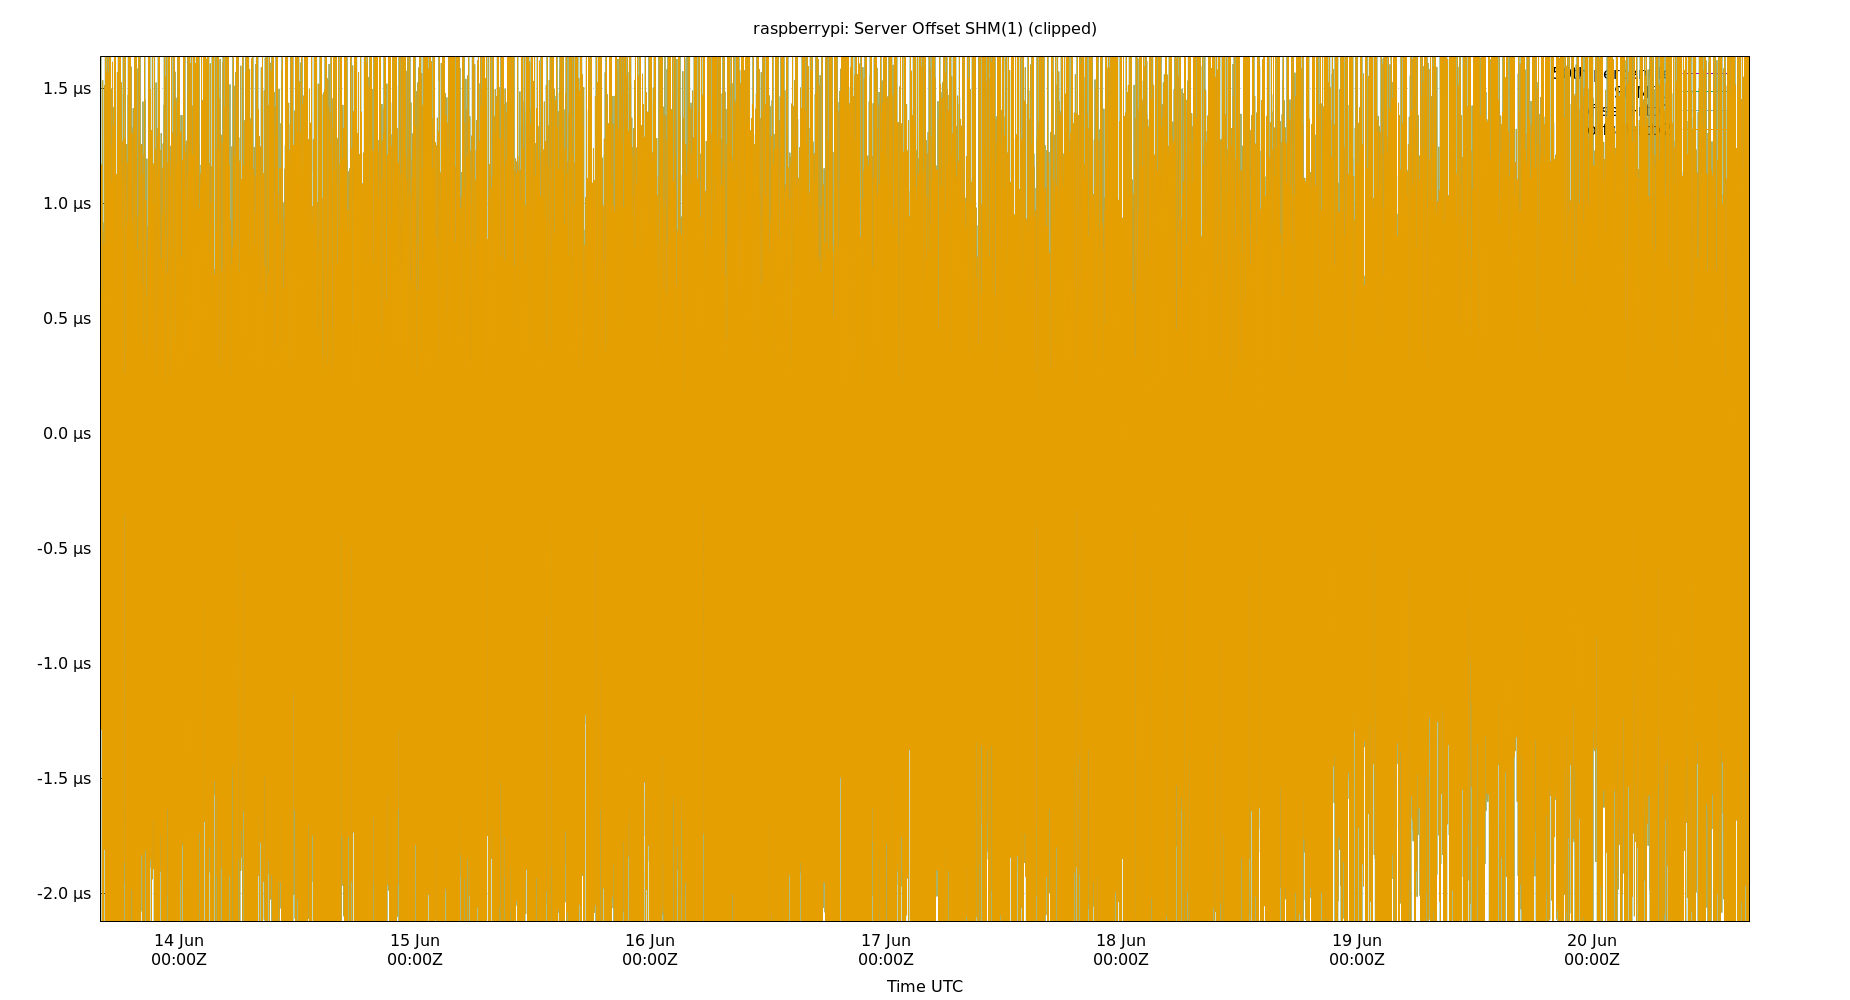 raspberrypi: Server Offset SHM(1) (clipped)
1.5 µs
1.0 µs
0.5 µs
0.0 µs
-0.5 µs
-1.0 µs
-1.5 µs
-2.0 µs
14 Jun 15 Jun 16 Jun 17 Jun 18 Jun 19 Jun 20 Jun
00:00Z 00:00Z 00:00Z 00:00Z 00:00Z 00:00Z 00:00Z
Time UTC